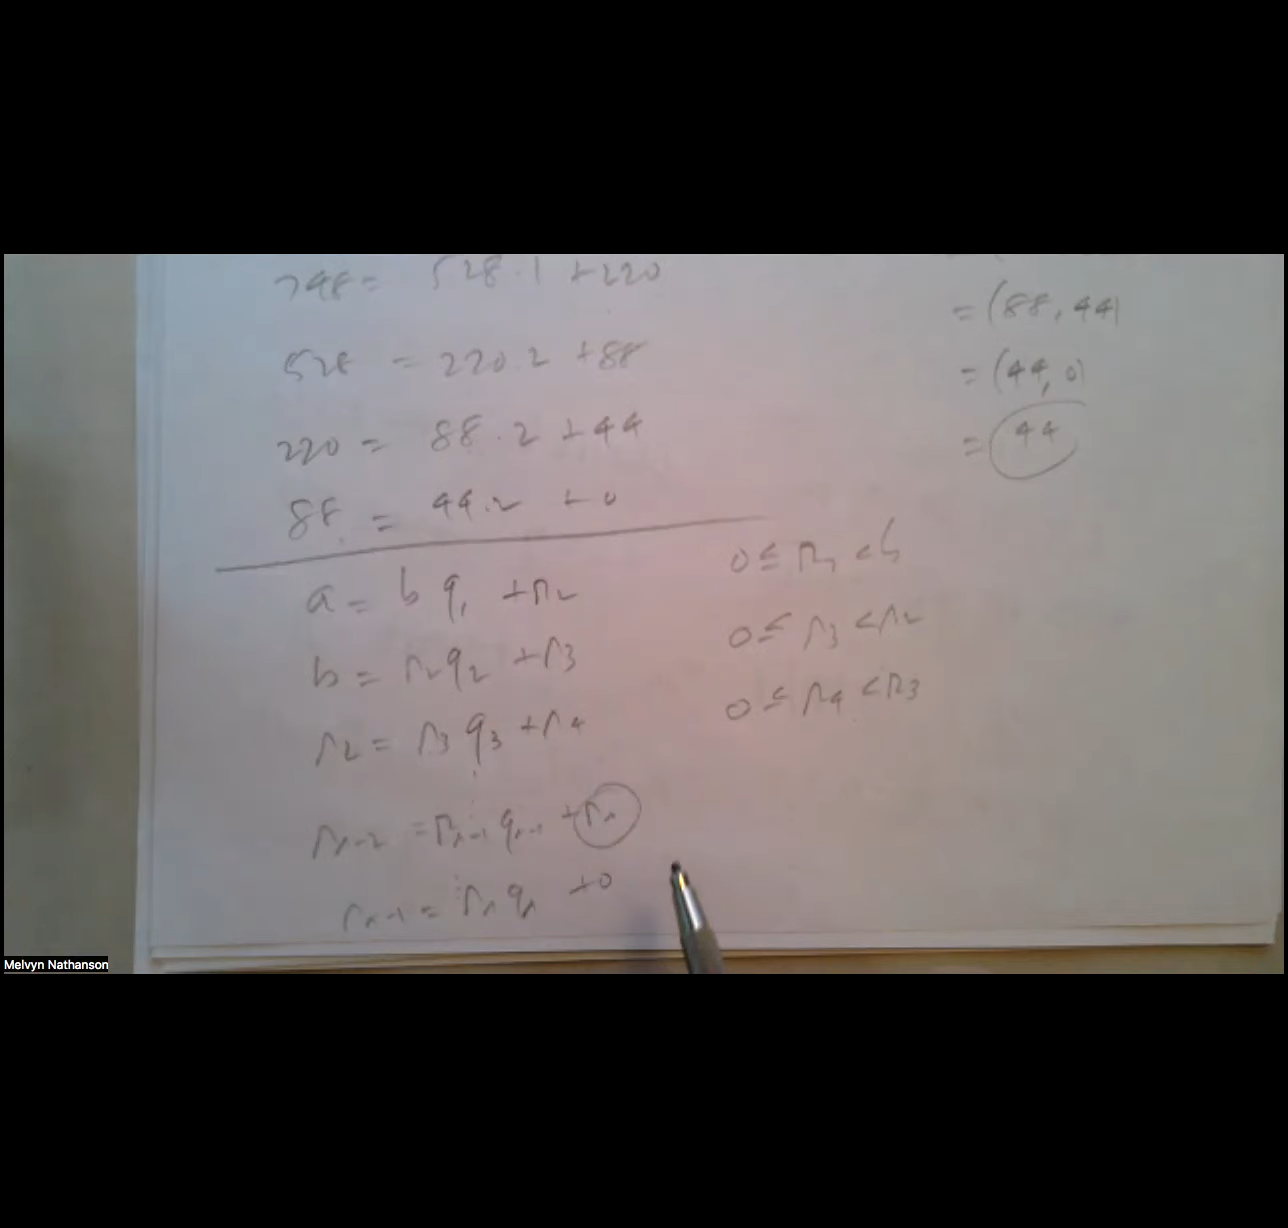 748 = 528·1 + 220
528 = 220·2 + 88
220 = 88·2 + 44
88 = 44·2 + 0
= (88, 44)
= (44, 0)
= 44
a = b q₁ + r₂
b = r₂q₂ + r₃
r₂ = r₃ q₃ + r₄
rₙ₋₂ = rₙ₋₁ qₙ₋₁ + rₙ
rₙ₋₁ = rₙ qₙ + 0
0 ≤ r₂ < b
0 ≤ r₃ < r₂
0 ≤ r₄ < r₃
Melvyn Nathanson